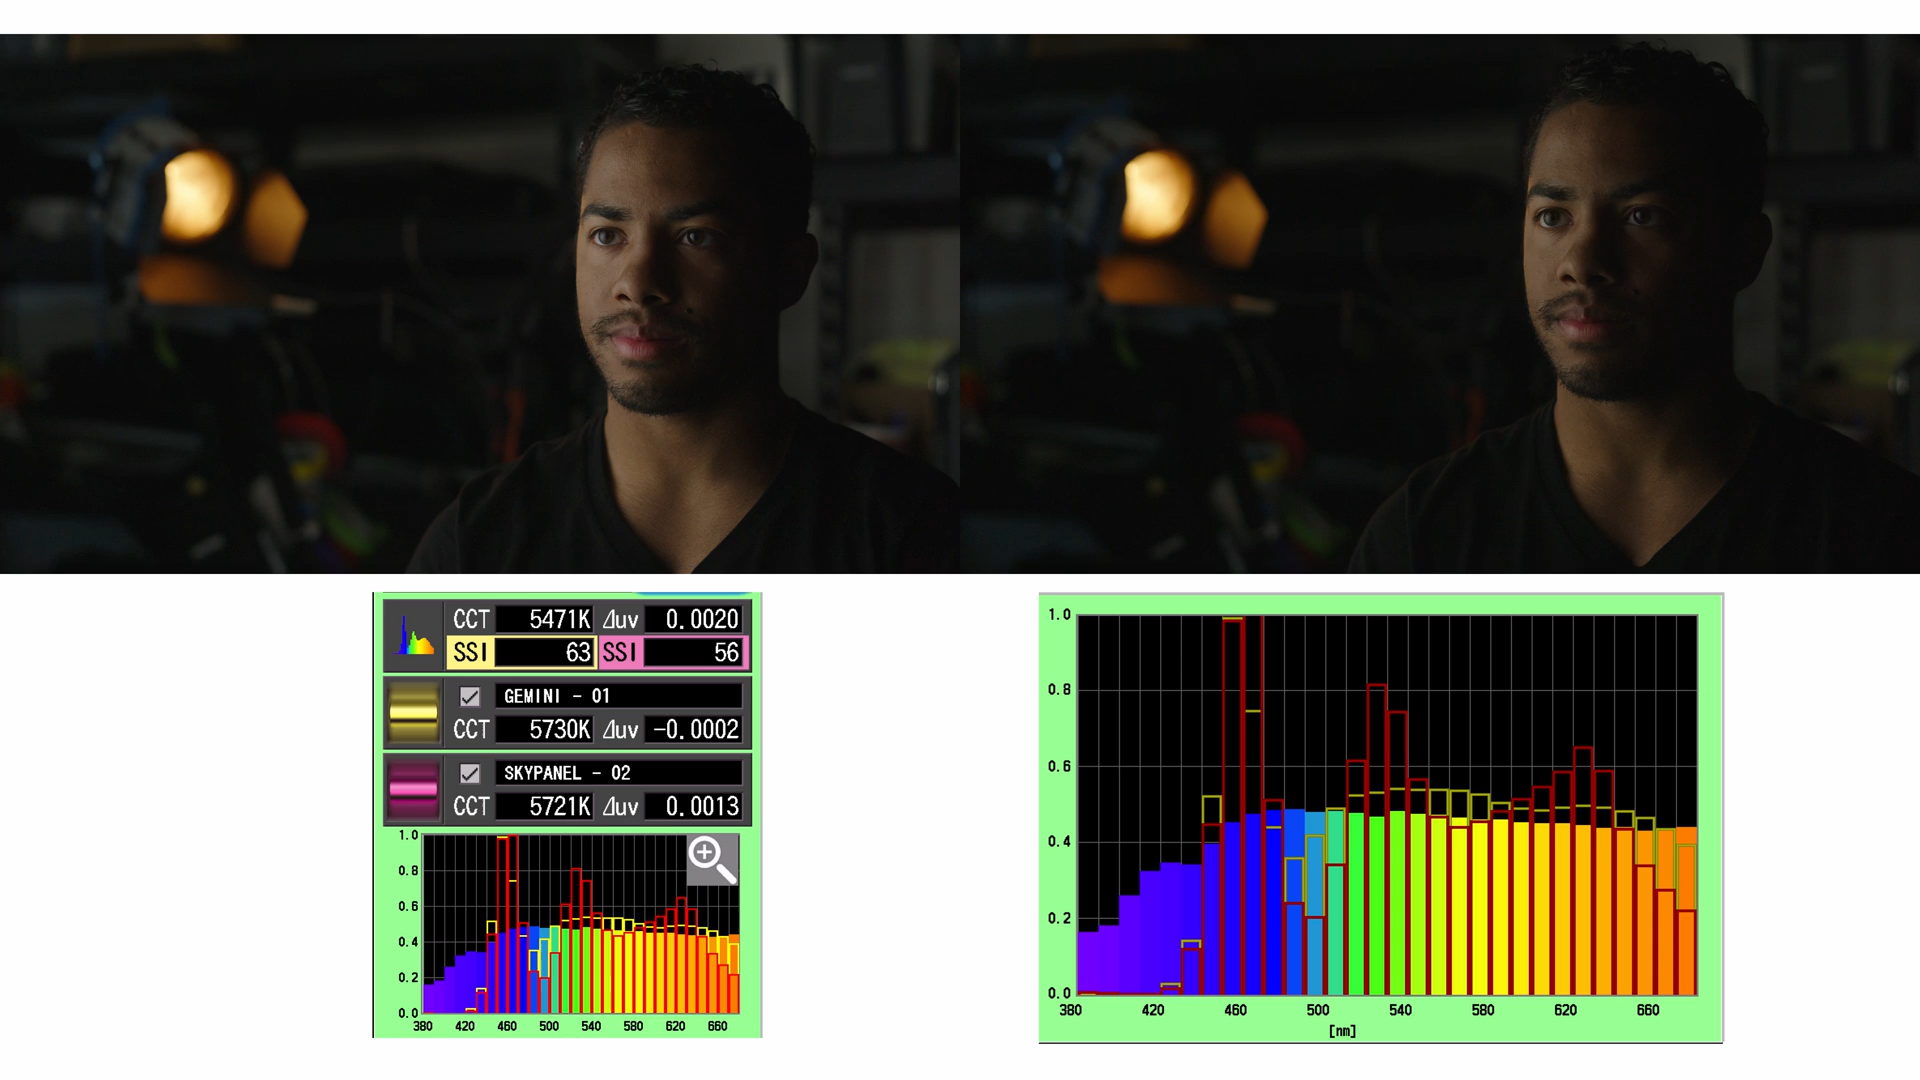 CCT 5471K Δuv 0.0020
SSI 63 SSI 56
GEMINI - 01
CCT 5730K Δuv -0.0002
SKYPANEL - 02
CCT 5721K Δuv 0.0013
1.0
0.8
0.6
0.4
0.2
0.0
380 420 460 500 540 580 620 660
1.0
0.8
0.6
0.4
0.2
0.0
380 420 460 500 540 580 620 660
[nm]